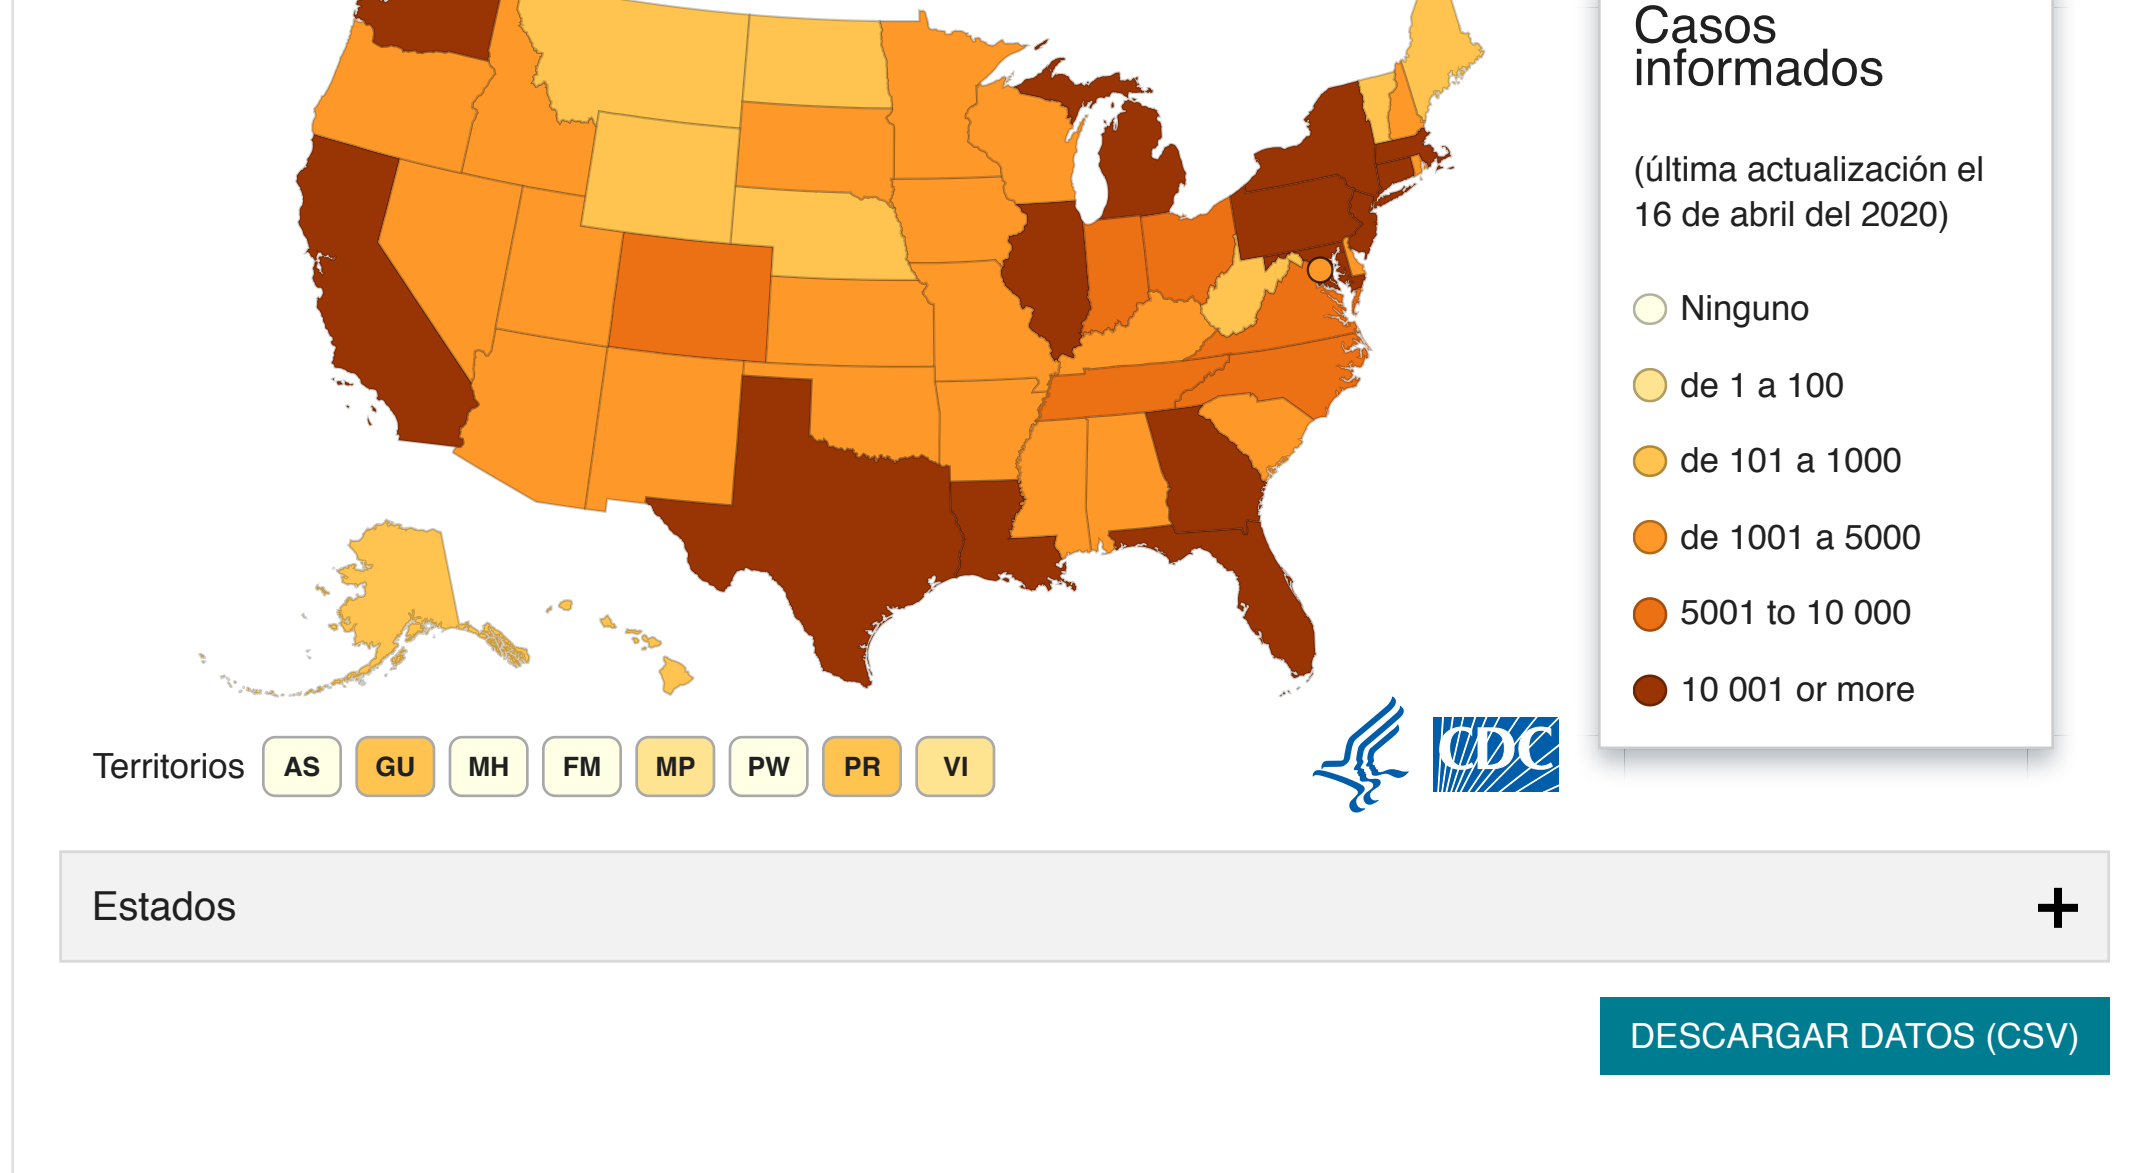 Casos
informados
(última actualización el
16 de abril del 2020)
Ninguno
de 1 a 100
de 101 a 1000
de 1001 a 5000
5001 to 10 000
10 001 or more
Territorios AS GU MH FM MP PW PR VI
CDC
Estados
DESCARGAR DATOS (CSV)